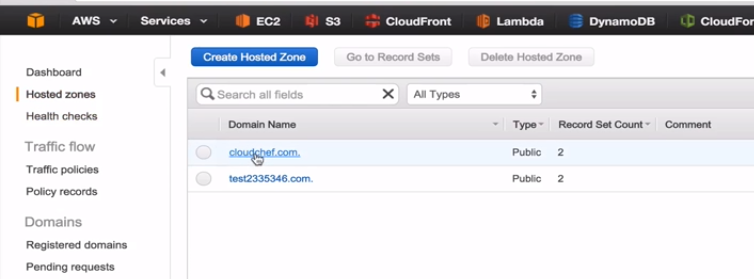 AWS Services EC2 S3 CloudFront Lambda DynamoDB CloudFor
Create Hosted Zone Go to Record Sets Delete Hosted Zone
Dashboard
Hosted zones
Health checks
Traffic flow
Traffic policies
Policy records
Domains
Registered domains
Pending requests
Search all fields All Types
Domain Name Type Record Set Count Comment
cloudchef.com. Public 2
test2335346.com. Public 2